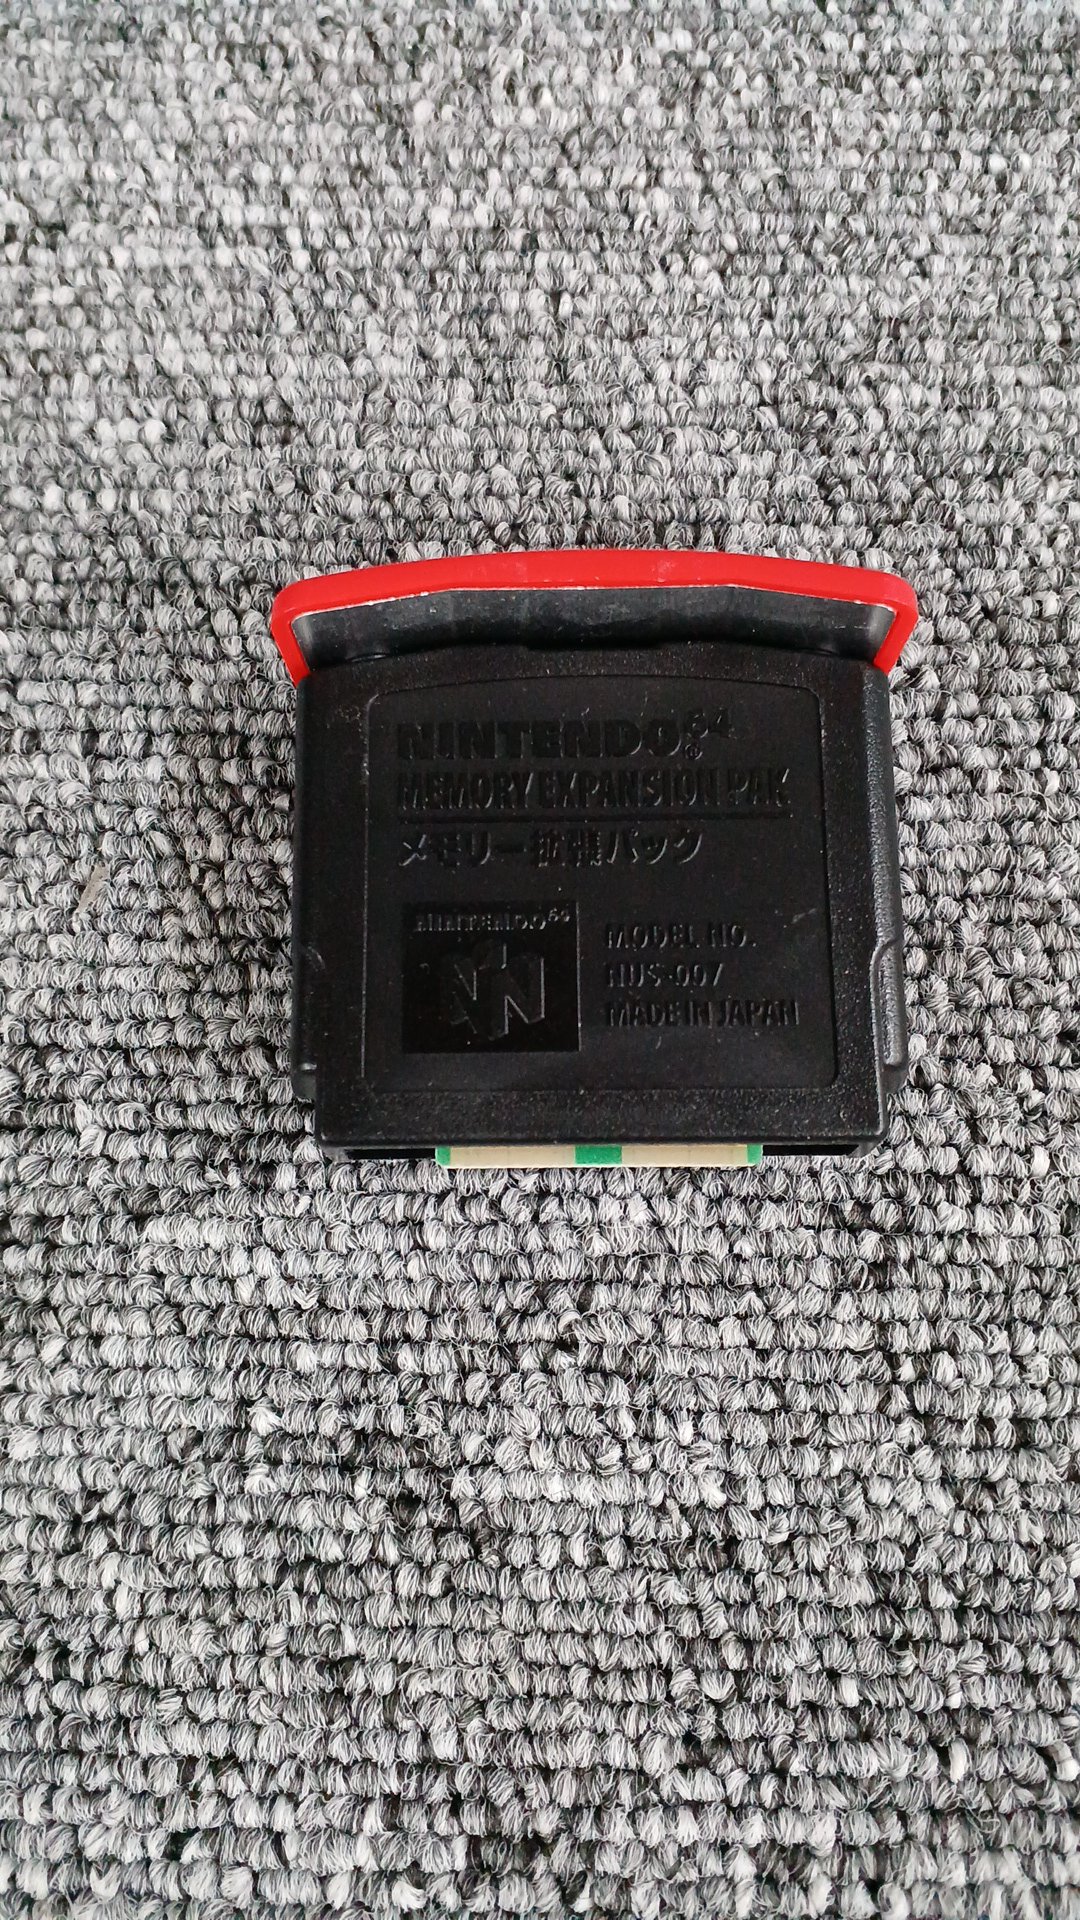 NINTENDO64
®
MEMORY EXPANSION PAK
メモリー拡張パック
NINTENDO64
MODEL NO.
NUS-007
MADE IN JAPAN